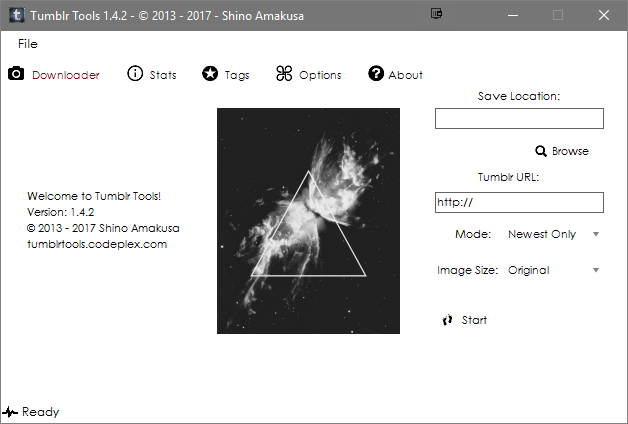 Tumblr Tools 1.4.2 - © 2013 - 2017 - Shino Amakusa
File
Downloader
Stats
Tags
Options
About
Save Location:
Browse
Tumblr URL:
http://
Mode: Newest Only
Image Size: Original
Start
Welcome to Tumblr Tools!
Version: 1.4.2
© 2013 - 2017 Shino Amakusa
tumblrtools.codeplex.com
Ready